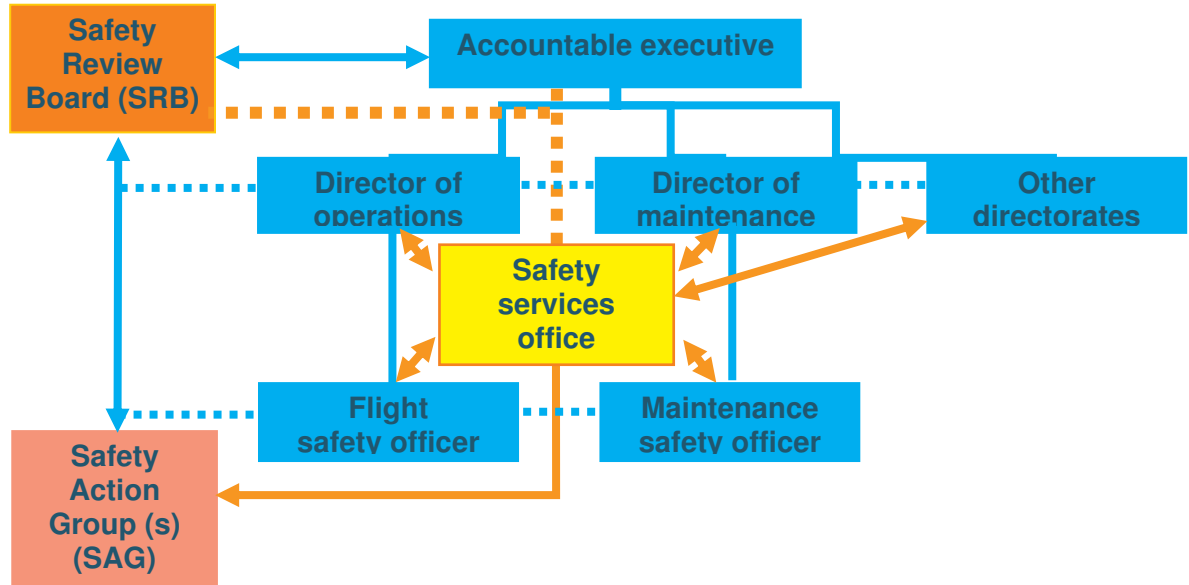 Safety
Review
Board (SRB)
Accountable executive
Director of
operations
Director of
maintenance
Other
directorates
Safety
services
office
Flight
safety officer
Maintenance
safety officer
Safety
Action
Group (s)
(SAG)